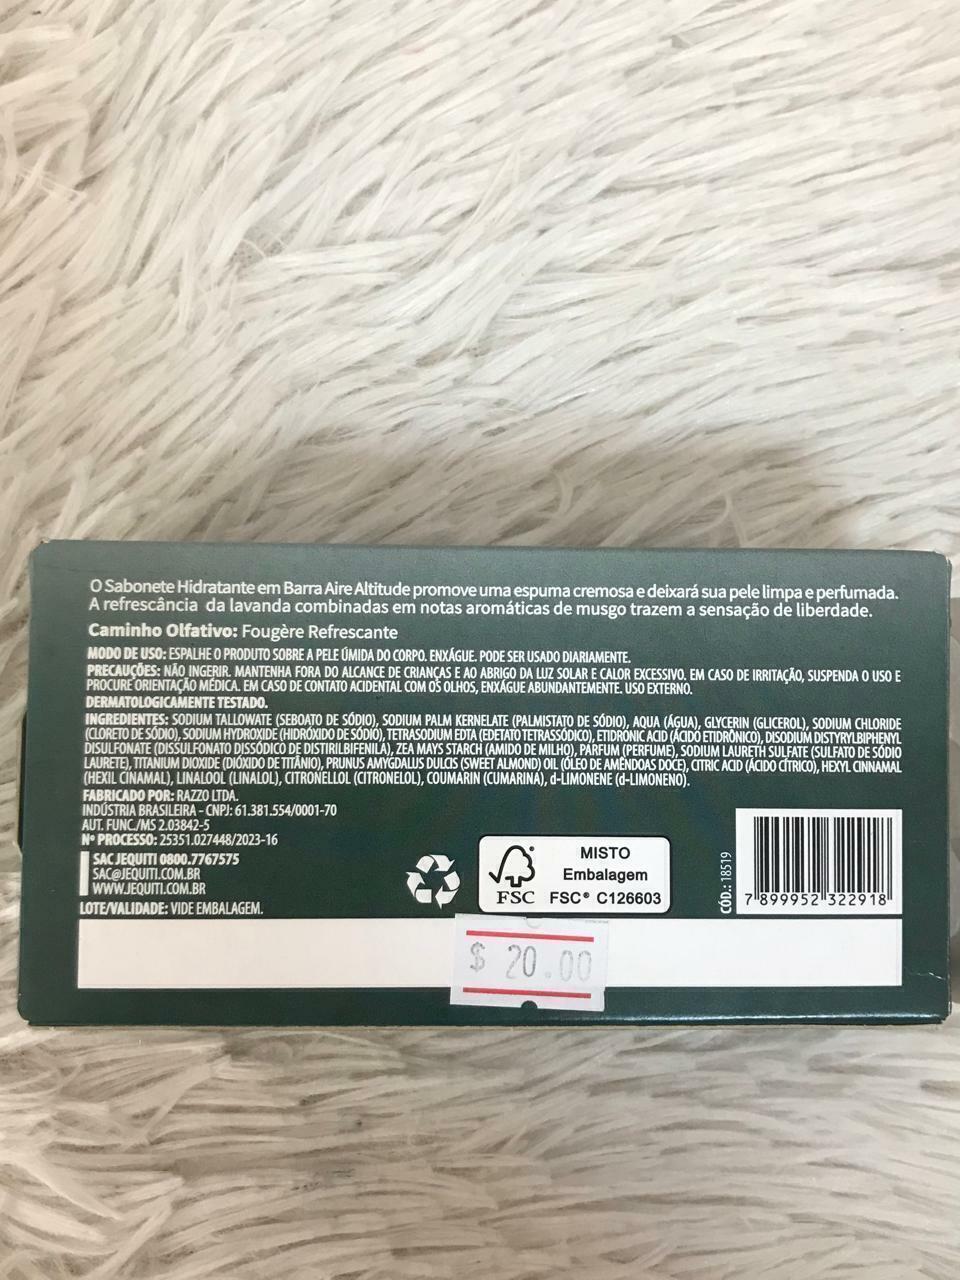 O Sabonete Hidratante em Barra Aire Altitude promove uma espuma cremosa e deixará sua pele limpa e perfumada.
A refrescância da lavanda combinadas em notas aromáticas de musgo trazem a sensação de liberdade.
Caminho Olfativo: Fougère Refrescante
MODO DE USO: ESPALHE O PRODUTO SOBRE A PELE ÚMIDA DO CORPO. ENXÁGUE. PODE SER USADO DIARIAMENTE.
PRECAUÇÕES: NÃO INGERIR. MANTENHA FORA DO ALCANCE DE CRIANÇAS E AO ABRIGO DA LUZ SOLAR E CALOR EXCESSIVO. EM CASO DE IRRITAÇÃO, SUSPENDA O USO E
PROCURE ORIENTAÇÃO MÉDICA. EM CASO DE CONTATO ACIDENTAL COM OS OLHOS, ENXÁGUE ABUNDANTEMENTE. USO EXTERNO.
DERMATOLOGICAMENTE TESTADO.
INGREDIENTES: SODIUM TALLOWATE (SEBOATO DE SÓDIO), SODIUM PALM KERNELATE (PALMISTATO DE SÓDIO), AQUA (ÁGUA), GLYCERIN (GLICEROL), SODIUM CHLORIDE
(CLORETO DE SÓDIO), SODIUM HYDROXIDE (HIDRÓXIDO DE SÓDIO), TETRASODIUM EDTA (EDETATO TETRASSÓDICO), ETIDRONIC ACID (ÁCIDO ETIDRÔNICO), DISODIUM DISTYRYLBIPHENYL
DISULFONATE (DISSULFONATO DISSÓDICO DE DISTIRILBIFENILA), ZEA MAYS STARCH (AMIDO DE MILHO), PARFUM (PERFUME), SODIUM LAURETH SULFATE (SULFATO DE SÓDIO
LAURETE), TITANIUM DIOXIDE (DIÓXIDO DE TITÂNIO), PRUNUS AMYGDALUS DULCIS (SWEET ALMOND) OIL (ÓLEO DE AMÊNDOAS DOCE), CITRIC ACID (ÁCIDO CÍTRICO), HEXYL CINNAMAL
(HEXIL CINAMAL), LINALOOL (LINALOL), CITRONELLOL (CITRONELOL), COUMARIN (CUMARINA), d-LIMONENE (d-LIMONENO).
FABRICADO POR: RAZZO LTDA.
INDÚSTRIA BRASILEIRA - CNPJ: 61.381.554/0001-70
AUT. FUNC./MS 2.03842-5
Nº PROCESSO: 25351.027448/2023-16
SAC JEQUITI 0800.7767575
SAC@JEQUITI.COM.BR
WWW.JEQUITI.COM.BR
LOTE/VALIDADE: VIDE EMBALAGEM.
FSC
MISTO
Embalagem
FSC® C126603
CÓD.: 18519
7 899952 322918
$ 20.00